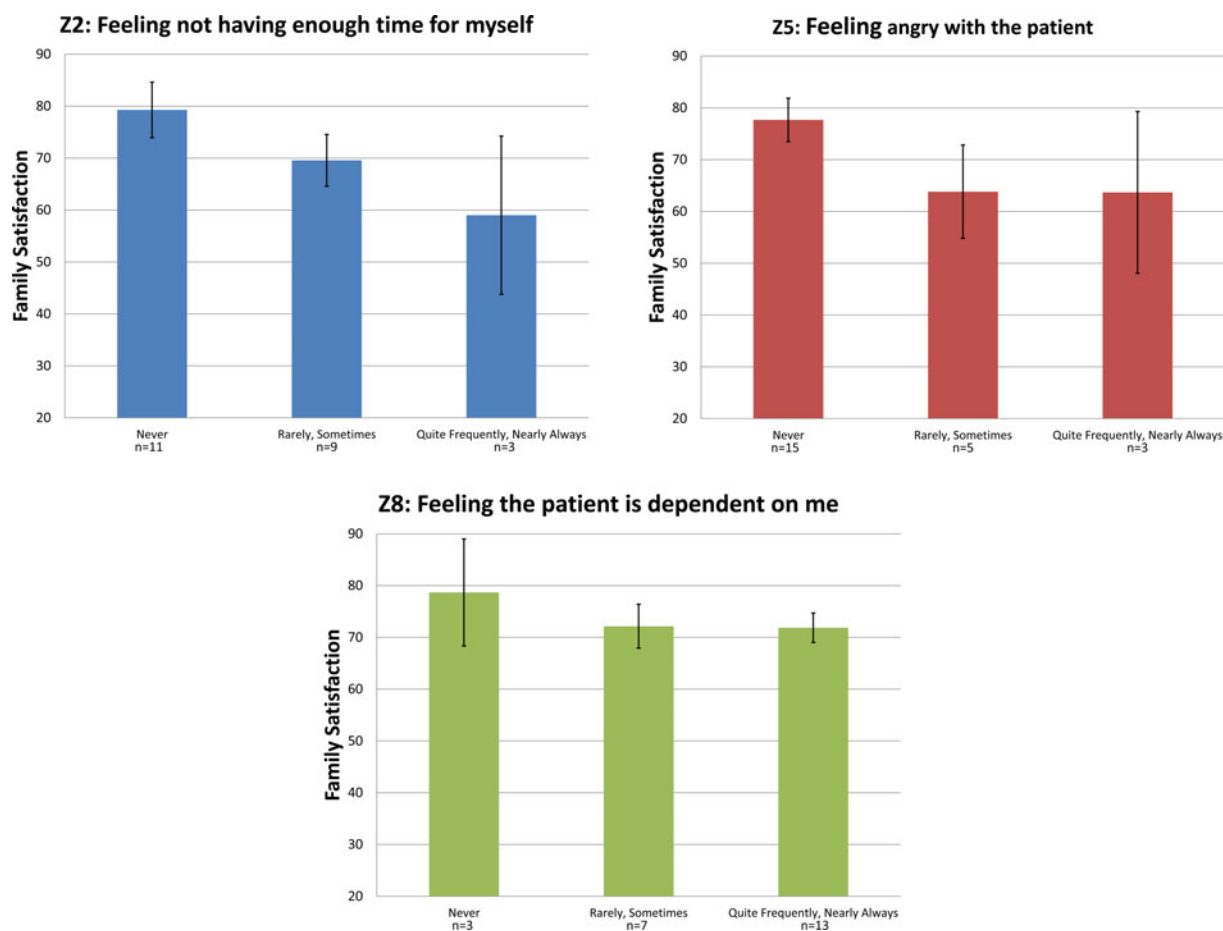 Z2: Feeling not having enough time for myself
Family Satisfaction
90
80
70
60
50
40
30
20
Never
n=11
Rarely, Sometimes
n=9
Quite Frequently, Nearly Always
n=3
Z5: Feeling angry with the patient
Family Satisfaction
90
80
70
60
50
40
30
20
Never
n=15
Rarely, Sometimes
n=5
Quite Frequently, Nearly Always
n=3
Z8: Feeling the patient is dependent on me
Family Satisfaction
90
80
70
60
50
40
30
20
Never
n=3
Rarely, Sometimes
n=7
Quite Frequently, Nearly Always
n=13